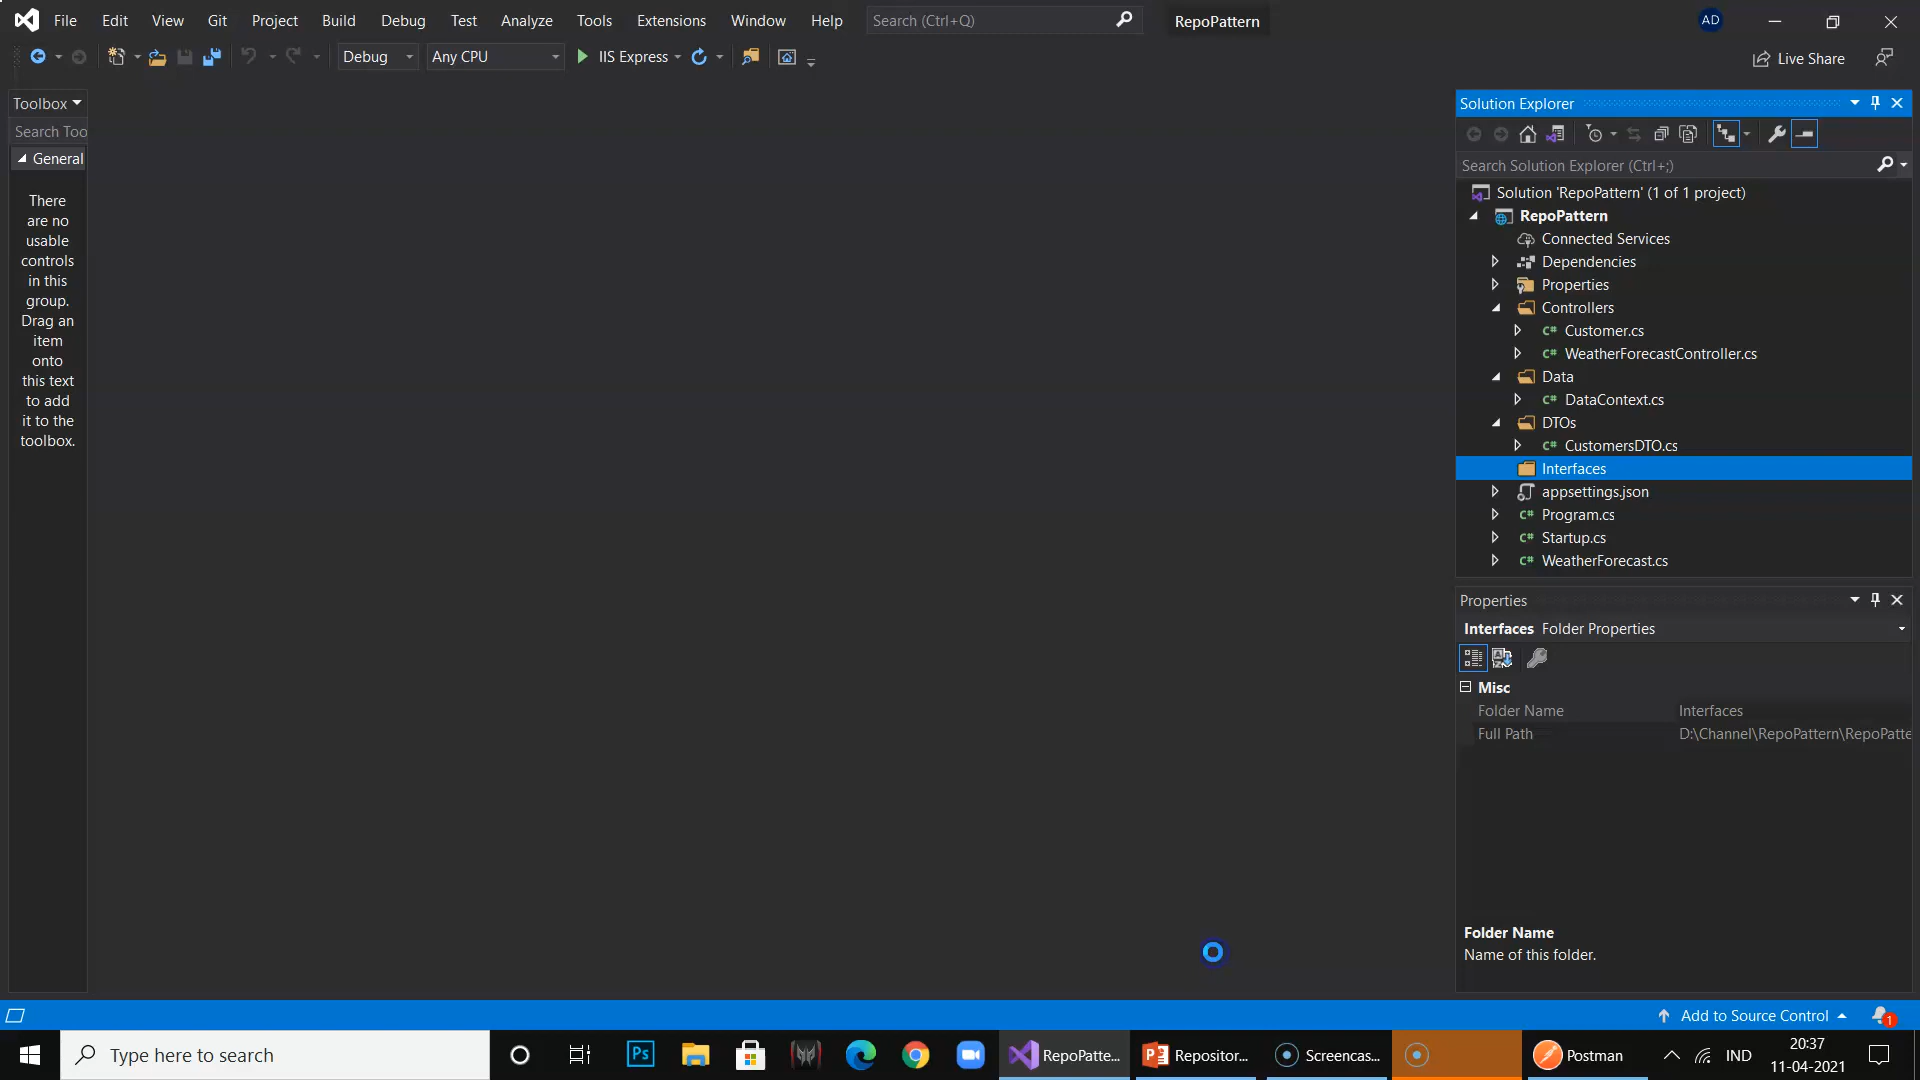 File Edit View Git Project Build Debug Test Analyze Tools Extensions Window Help Search (Ctrl+Q) RepoPattern AD
Debug Any CPU IIS Express Live Share
Toolbox
Search Too
General
There
are no
usable
controls
in this
group.
Drag an
item
onto
this text
to add
it to the
toolbox.
Solution Explorer
Search Solution Explorer (Ctrl+;)
Solution 'RepoPattern' (1 of 1 project)
RepoPattern
Connected Services
Dependencies
Properties
Controllers
C# Customer.cs
C# WeatherForecastController.cs
Data
C# DataContext.cs
DTOs
C# CustomersDTO.cs
Interfaces
appsettings.json
C# Program.cs
C# Startup.cs
C# WeatherForecast.cs
Properties
Interfaces Folder Properties
Misc
Folder Name Interfaces
Full Path D:\Channel\RepoPattern\RepoPatte
Folder Name
Name of this folder.
Add to Source Control 1
Type here to search Ps RepoPatte... Repositor... Screencas... Postman IND 20:37
11-04-2021